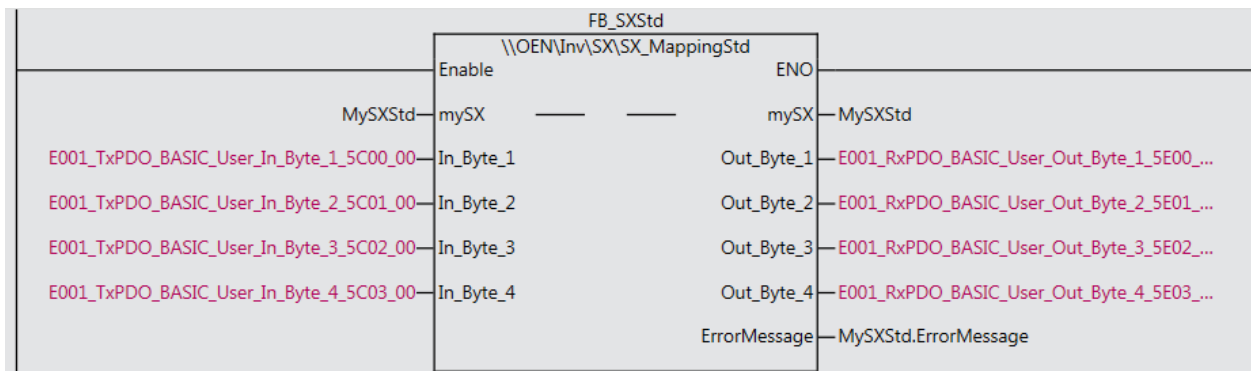 FB_SXStd
\\OEN\Inv\SX\SX_MappingStd
Enable ENO
MySXStd mySX mySX MySXStd
E001_TxPDO_BASIC_User_In_Byte_1_5C00_00 In_Byte_1 Out_Byte_1 E001_RxPDO_BASIC_User_Out_Byte_1_5E00_...
E001_TxPDO_BASIC_User_In_Byte_2_5C01_00 In_Byte_2 Out_Byte_2 E001_RxPDO_BASIC_User_Out_Byte_2_5E01_...
E001_TxPDO_BASIC_User_In_Byte_3_5C02_00 In_Byte_3 Out_Byte_3 E001_RxPDO_BASIC_User_Out_Byte_3_5E02_...
E001_TxPDO_BASIC_User_In_Byte_4_5C03_00 In_Byte_4 Out_Byte_4 E001_RxPDO_BASIC_User_Out_Byte_4_5E03_...
ErrorMessage MySXStd.ErrorMessage